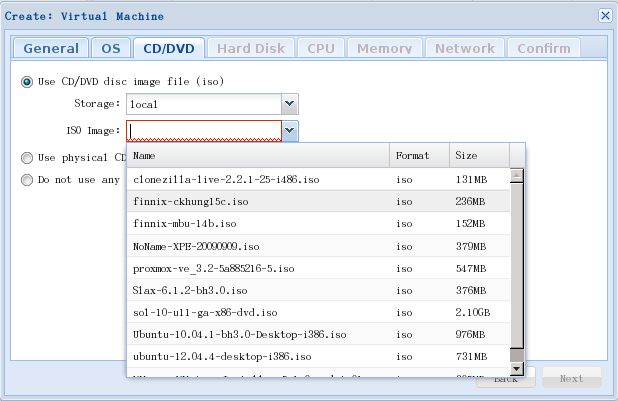 Create: Virtual Machine
General OS CD/DVD Hard Disk CPU Memory Network Confirm
Use CD/DVD disc image file (iso)
Storage: local
ISO Image:
Name Format Size
clonezilla-live-2.2.1-25-i486.iso iso 131MB
finnix-ckhung15c.iso iso 236MB
finnix-mbu-14b.iso iso 152MB
NoName-XPE-20090909.iso iso 379MB
proxmox-ve_3.2-5a885216-5.iso iso 547MB
Slax-6.1.2-bh3.0.iso iso 376MB
sol-10-u11-ga-x86-dvd.iso iso 2.10GB
Ubuntu-10.04.1-bh3.0-Desktop-i386.iso iso 976MB
ubuntu-12.04.4-desktop-i386.iso iso 731MB
Use physical CD
Do not use any
Back Next